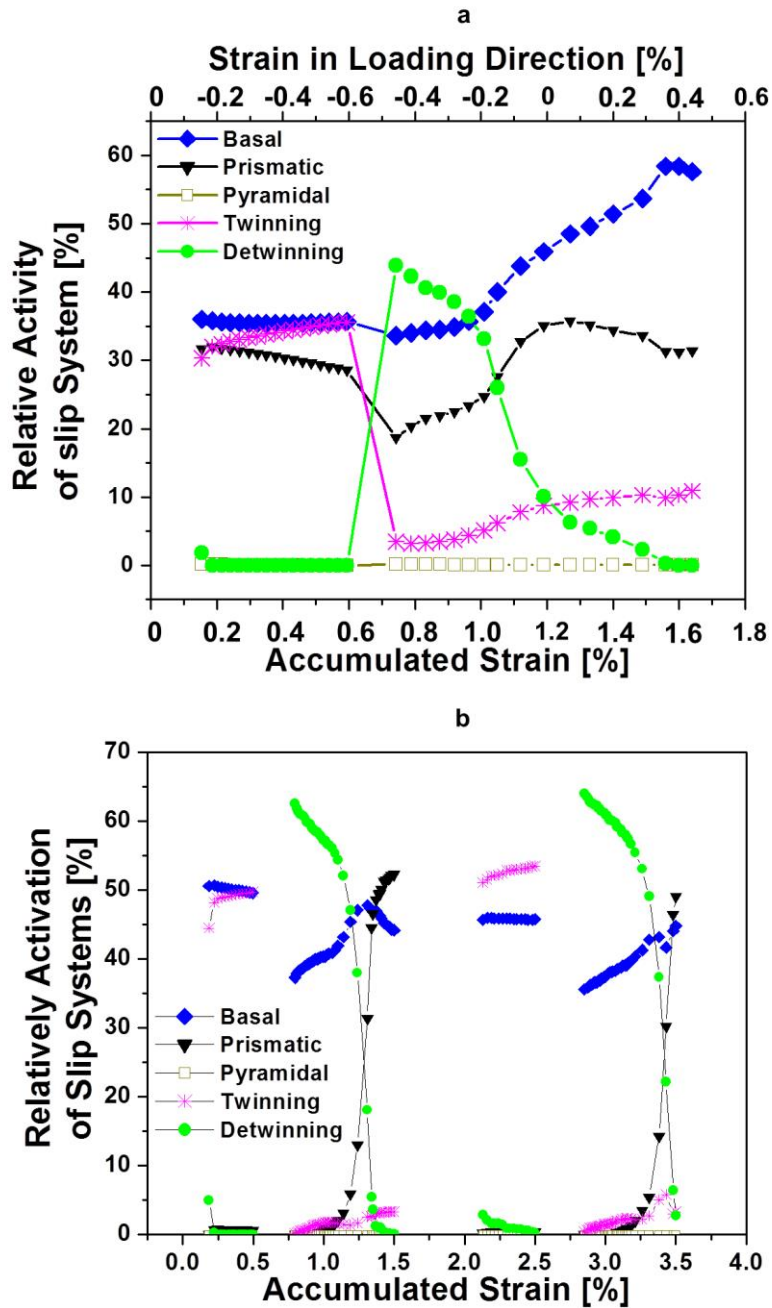 a
Strain in Loading Direction [%]
0 -0.2 -0.4 -0.6 -0.4 -0.2 0 0.2 0.4 0.6
Basal
Prismatic
Pyramidal
Twinning
Detwinning
60
50
40
30
20
10
0
Relative Activity
of slip System [%]
0 0.2 0.4 0.6 0.8 1.0 1.2 1.4 1.6 1.8
Accumulated Strain [%]
b
70
60
50
40
30
20
10
0
Relatively Activation
of Slip Systems [%]
Basal
Prismatic
Pyramidal
Twinning
Detwinning
0.0 0.5 1.0 1.5 2.0 2.5 3.0 3.5 4.0
Accumulated Strain [%]